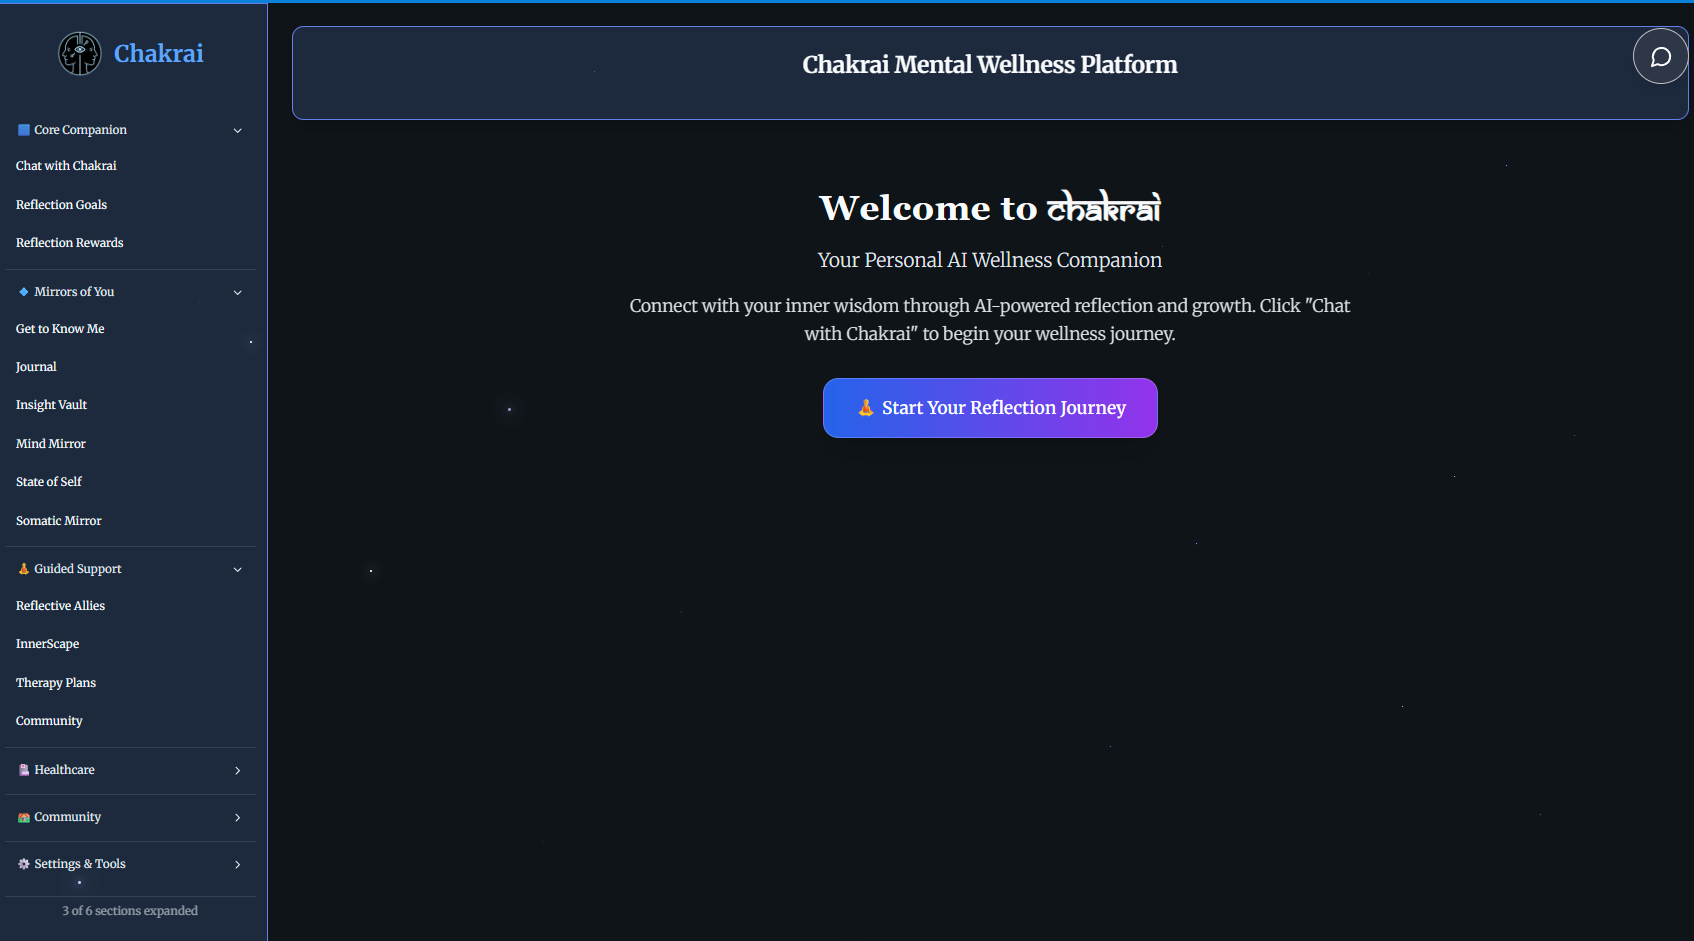 Chakrai
Core Companion
Chat with Chakrai
Reflection Goals
Reflection Rewards
Mirrors of You
Get to Know Me
Journal
Insight Vault
Mind Mirror
State of Self
Somatic Mirror
Guided Support
Reflective Allies
InnerScape
Therapy Plans
Community
Healthcare
Community
Settings & Tools
3 of 6 sections expanded
Chakrai Mental Wellness Platform
Welcome to chakrai
Your Personal AI Wellness Companion
Connect with your inner wisdom through AI-powered reflection and growth. Click "Chat
with Chakrai" to begin your wellness journey.
Start Your Reflection Journey